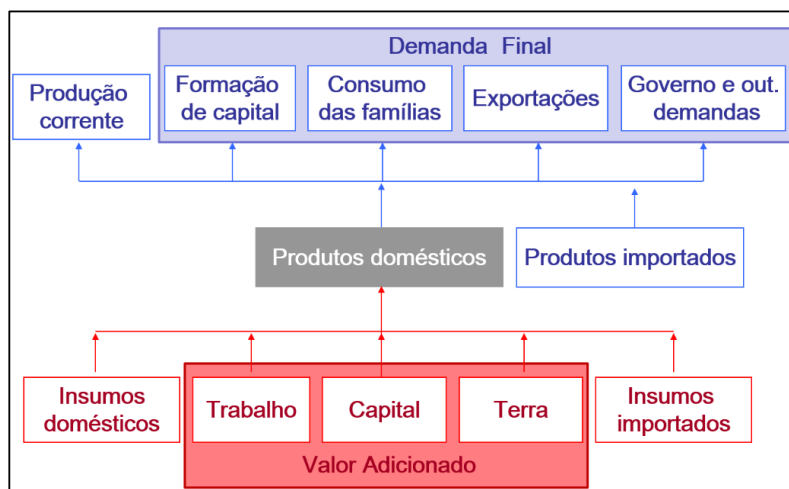 Demanda Final
Produção
corrente
Formação
de capital
Consumo
das famílias
Exportações
Governo e out.
demandas
Produtos domésticos
Produtos importados
Insumos
domésticos
Trabalho
Capital
Terra
Insumos
importados
Valor Adicionado